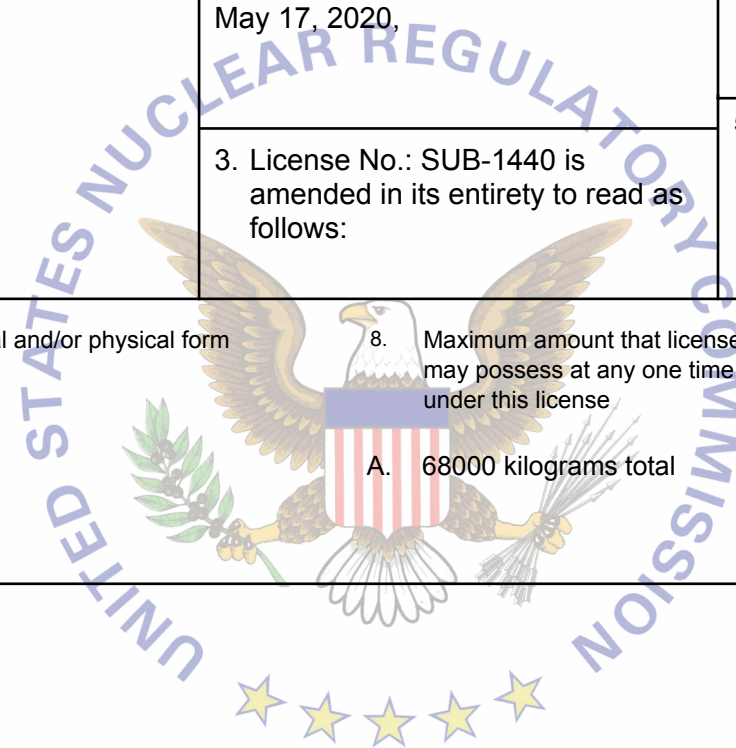 May 17, 2020,
3. License No.: SUB-1440 is
amended in its entirety to read as
follows:
and/or physical form
8. Maximum amount that license
may possess at any one time
under this license
A. 68000 kilograms total
UNITED STATES NUCLEAR REGULATORY COMMISSION